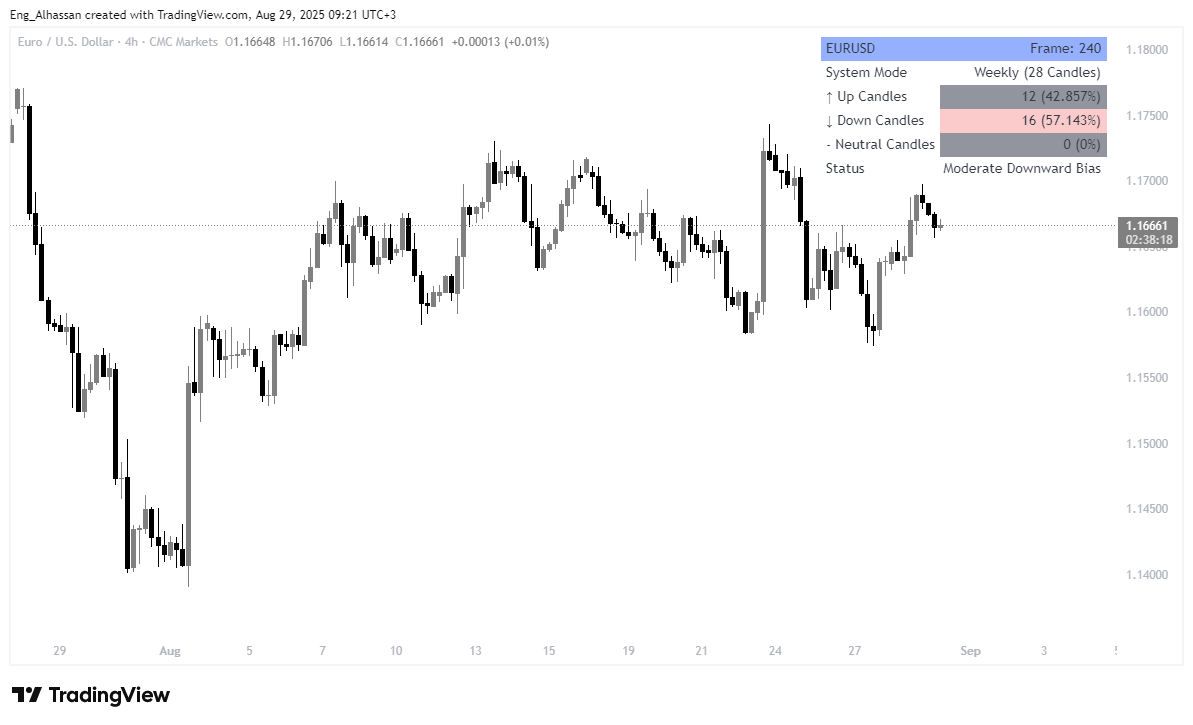 Eng_Alhassan created with TradingView.com, Aug 29, 2025 09:21 UTC+3
Euro / U.S. Dollar · 4h · CMC Markets O1.16648 H1.16706 L1.16614 C1.16661 +0.00013 (+0.01%)
EURUSD Frame: 240
System Mode Weekly (28 Candles)
↑ Up Candles 12 (42.857%)
↓ Down Candles 16 (57.143%)
- Neutral Candles 0 (0%)
Status Moderate Downward Bias
1.18000
1.17500
1.17000
1.16661
02:38:18
1.16000
1.15500
1.15000
1.14500
1.14000
29 Aug 5 7 10 13 15 19 21 24 27 Sep 3
TradingView